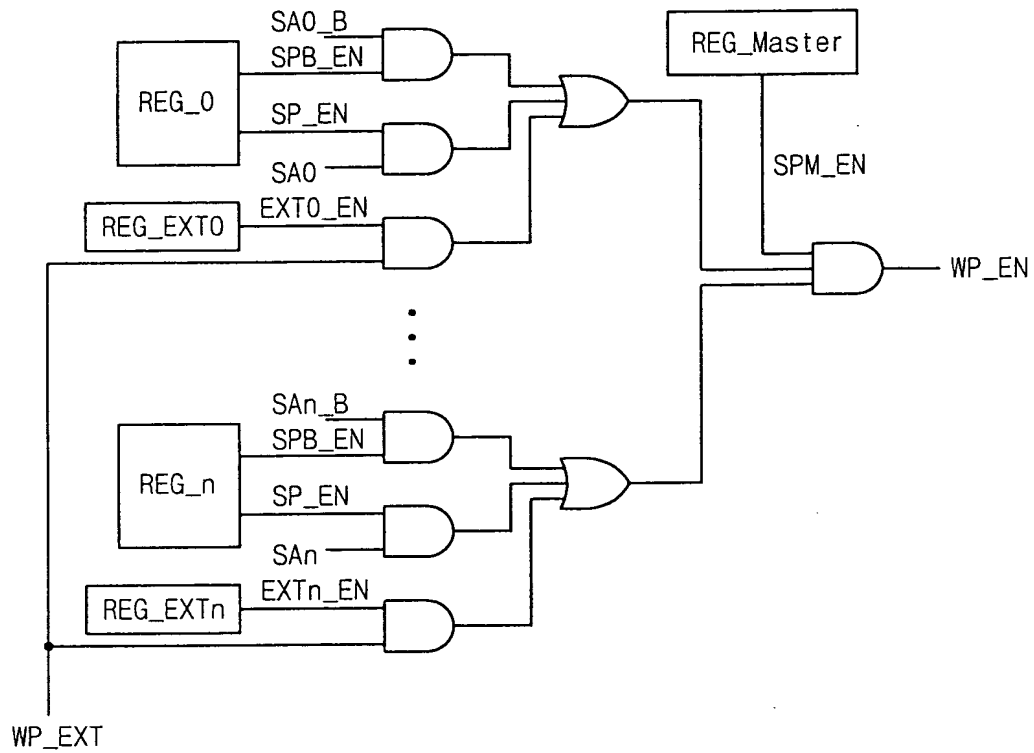 SA0_B
SPB_EN
REG_0
SP_EN
SA0
REG_EXT0
EXT0_EN
REG_Master
SPM_EN
WP_EN
SAn_B
SPB_EN
REG_n
SP_EN
SAn
REG_EXTn
EXTn_EN
WP_EXT